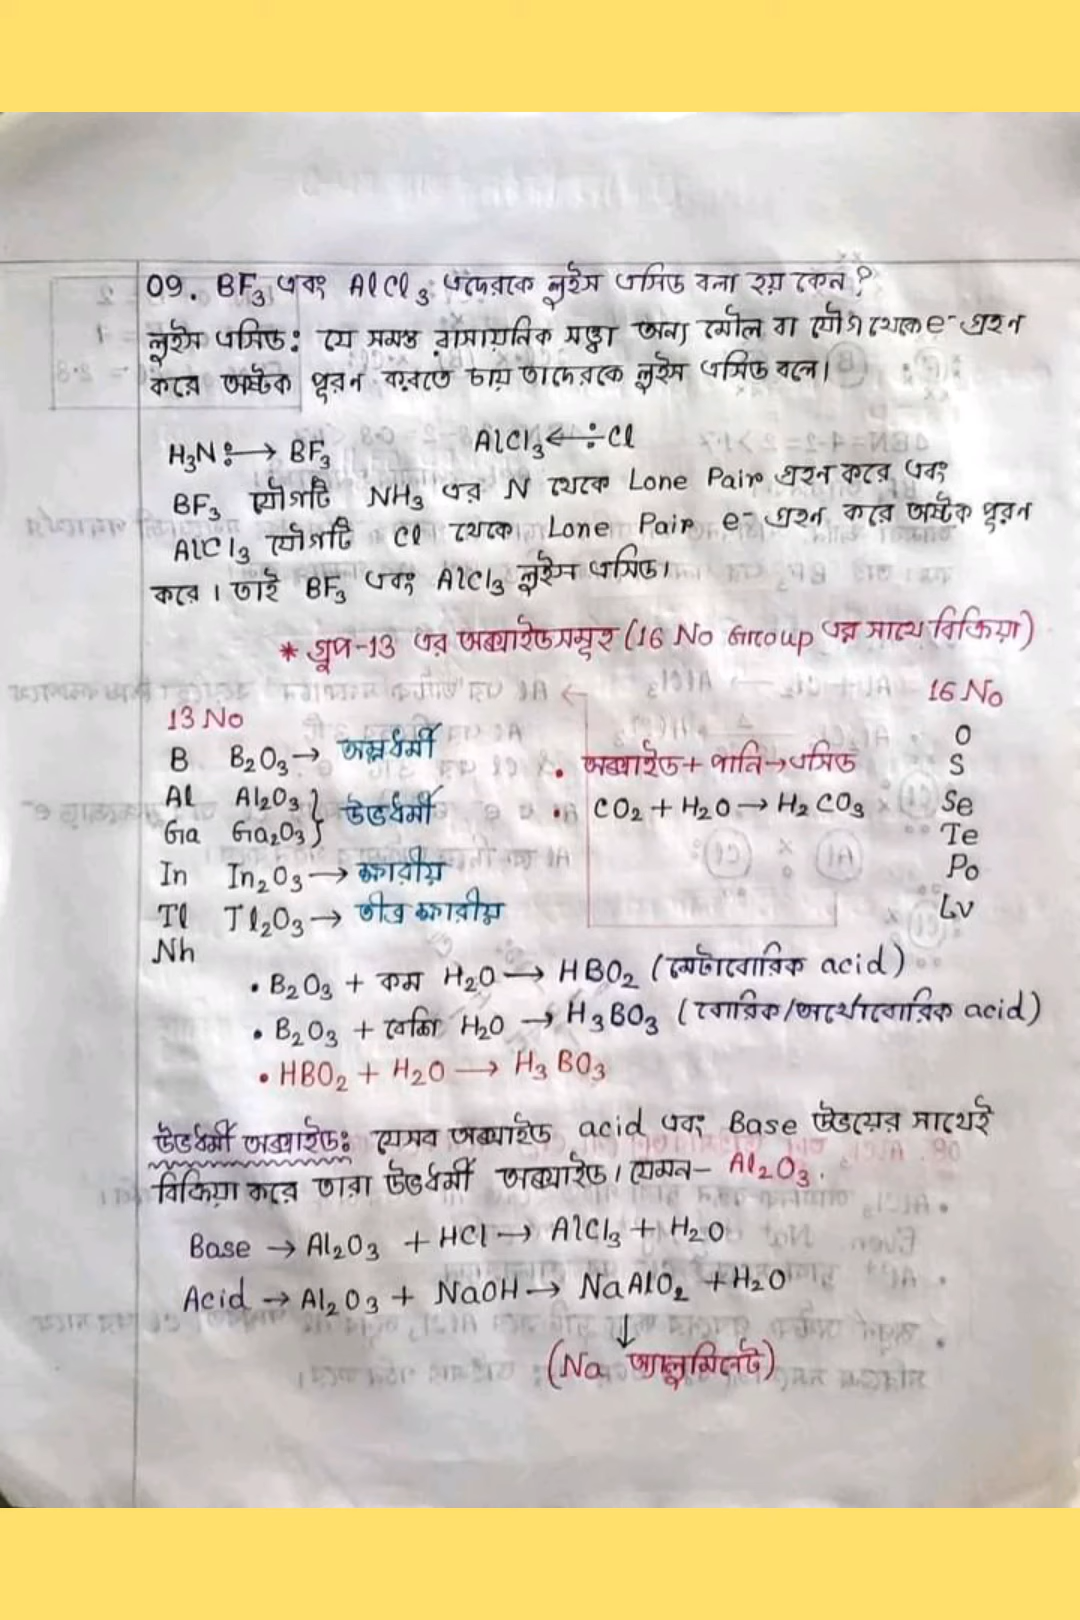 09. BF₃ এবং AlCl₃ এদেরকে লুইস এসিড বলা হয় কেন?
লুইস এসিড: যে সমস্ত রাসায়নিক সত্ত্বা অন্য মৌল বা যৌগ থেকে e⁻ গ্রহন
করে অষ্টক পূরন করতে চায় তাদেরকে লুইস এসিড বলে।
H₃N: → BF₃ AlCl₃ ← :Cl
BF₃ যৌগটি NH₃ এর N থেকে Lone Pair গ্রহন করে এবং
AlCl₃ যৌগটি Cl থেকে Lone Pair e⁻ গ্রহন করে অষ্টক পূরন
করে। তাই BF₃ এবং AlCl₃ লুইস এসিড।
* গ্রুপ-13 এর অক্সাইডসমূহ (16 No Group এর সাথে বিক্রিয়া)
13 No
B B₂O₃ → অম্লধর্মী
Al Al₂O₃ } উভধর্মী
Ga Ga₂O₃
In In₂O₃ → ক্ষারীয়
Tl Tl₂O₃ → তীব্র ক্ষারীয়
Nh
• অক্সাইড + পানি → এসিড
• CO₂ + H₂O → H₂CO₃
16 No
O
S
Se
Te
Po
Lv
• B₂O₃ + কম H₂O → HBO₂ (মেটাবোরিক acid)
• B₂O₃ + বেশি H₂O → H₃BO₃ (বোরিক/অর্থোবোরিক acid)
• HBO₂ + H₂O → H₃BO₃
উভধর্মী অক্সাইড: যেসব অক্সাইড acid এবং Base উভয়ের সাথেই
বিক্রিয়া করে তারা উভধর্মী অক্সাইড। যেমন- Al₂O₃.
Base → Al₂O₃ + HCl → AlCl₃ + H₂O
Acid → Al₂O₃ + NaOH → NaAlO₂ + H₂O
↓
(Na অ্যালুমিনেট)